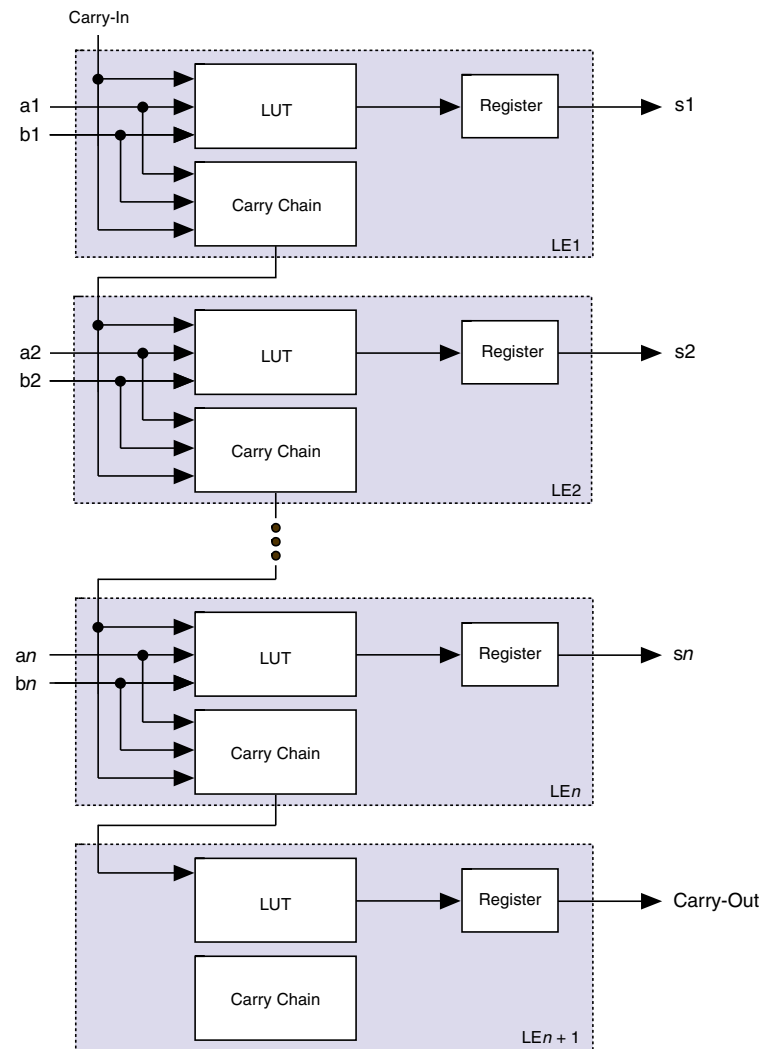 Carry-In
a1
b1
LUT
Register
s1
Carry Chain
LE1
a2
b2
LUT
Register
s2
Carry Chain
LE2
an
bn
LUT
Register
sn
Carry Chain
LEn
LUT
Register
Carry-Out
Carry Chain
LEn + 1